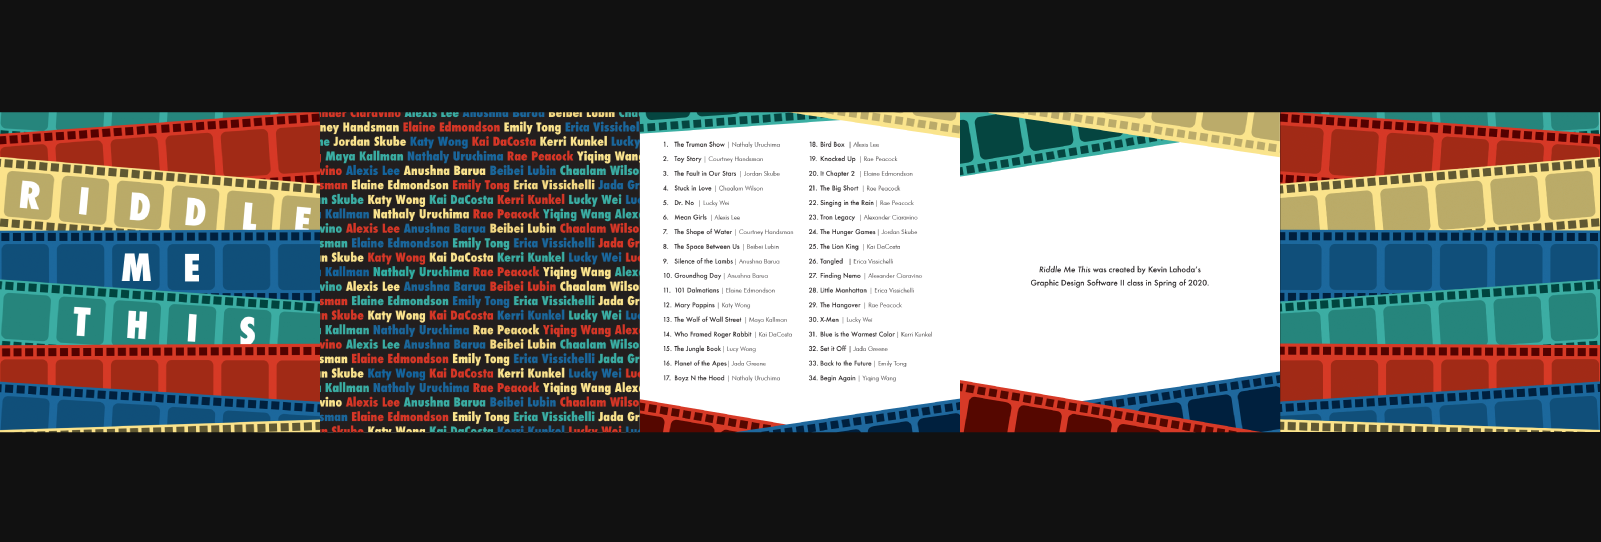 RIDDLE
ME
THIS
nder Ciaravino Alexis Lee Anushna Barua Beibei Lubin Cha
ney Handsman Elaine Edmondson Emily Tong Erica Vissichel
e Jordan Skube Katy Wong Kai DaCosta Kerri Kunkel Lucky
Maya Kallman Nathaly Uruchima Rae Peacock Yiqing Wan
vino Alexis Lee Anushna Barua Beibei Lubin Chaalam Wilso
sman Elaine Edmondson Emily Tong Erica Vissichelli Jada Gr
n Skube Katy Wong Kai DaCosta Kerri Kunkel Lucky Wei Lu
Kallman Nathaly Uruchima Rae Peacock Yiqing Wang Alex
vino Alexis Lee Anushna Barua Beibei Lubin Chaalam Wilso
sman Elaine Edmondson Emily Tong Erica Vissichelli Jada Gr
n Skube Katy Wong Kai DaCosta Kerri Kunkel Lucky Wei Lu
Kallman Nathaly Uruchima Rae Peacock Yiqing Wang Alex
vino Alexis Lee Anushna Barua Beibei Lubin Chaalam Wilso
sman Elaine Edmondson Emily Tong Erica Vissichelli Jada Gr
n Skube Katy Wong Kai DaCosta Kerri Kunkel Lucky Wei Lu
Kallman Nathaly Uruchima Rae Peacock Yiqing Wang Alex
vino Alexis Lee Anushna Barua Beibei Lubin Chaalam Wilso
sman Elaine Edmondson Emily Tong Erica Vissichelli Jada Gr
n Skube Katy Wong Kai DaCosta Kerri Kunkel Lucky Wei Lu
Kallman Nathaly Uruchima Rae Peacock Yiqing Wang Alex
vino Alexis Lee Anushna Barua Beibei Lubin Chaalam Wilso
sman Elaine Edmondson Emily Tong Erica Vissichelli Jada Gr
n Skube Katy Wong Kai DaCosta Kerri Kunkel Lucky Wei Lu
1. The Truman Show | Nathaly Uruchima
2. Toy Story | Courtney Handsman
3. The Fault in Our Stars | Jordan Skube
4. Stuck in Love | Chaalam Wilson
5. Dr. No | Lucky Wei
6. Mean Girls | Alexis Lee
7. The Shape of Water | Courtney Handsman
8. The Space Between Us | Beibei Lubin
9. Silence of the Lambs | Anushna Barua
10. Groundhog Day | Anushna Barua
11. 101 Dalmations | Elaine Edmondson
12. Mary Poppins | Katy Wong
13. The Wolf of Wall Street | Maya Kallman
14. Who Framed Roger Rabbit | Kai DaCosta
15. The Jungle Book | Lucy Wang
16. Planet of the Apes | Jada Greene
17. Boyz N the Hood | Nathaly Uruchima
18. Bird Box | Alexis Lee
19. Knocked Up | Rae Peacock
20. It Chapter 2 | Elaine Edmondson
21. The Big Short | Rae Peacock
22. Singing in the Rain | Rae Peacock
23. Tron Legacy | Alexander Ciaravino
24. The Hunger Games | Jordan Skube
25. The Lion King | Kai DaCosta
26. Tangled | Erica Vissichelli
27. Finding Nemo | Alexander Ciaravino
28. Little Manhattan | Erica Vissichelli
29. The Hangover | Rae Peacock
30. X-Men | Lucky Wei
31. Blue is the Warmest Color | Kerri Kunkel
32. Set it Off | Jada Greene
33. Back to the Future | Emily Tong
34. Begin Again | Yiqing Wang
Riddle Me This was created by Kevin Lahoda's
Graphic Design Software II class in Spring of 2020.